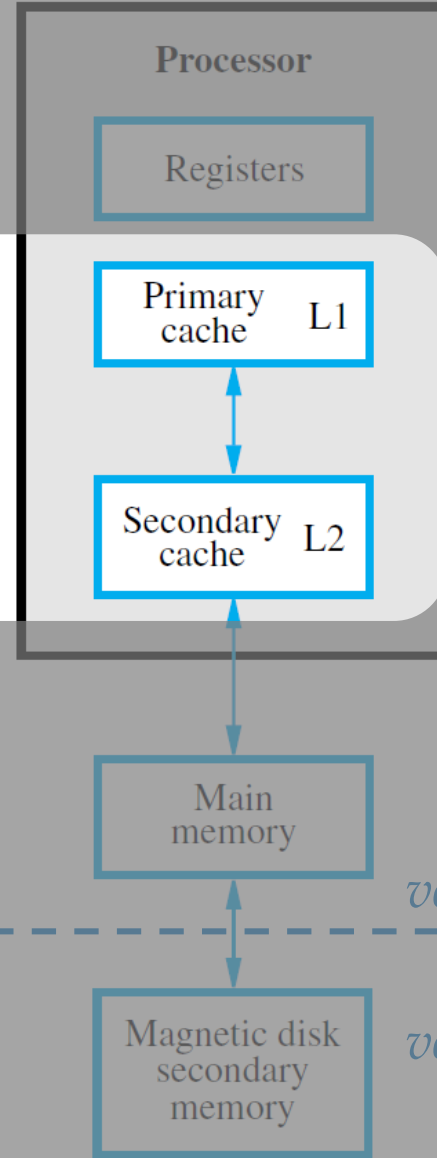 Processor
Registers
Primary
cache L1
Secondary
cache L2
Main
memory
Magnetic disk
secondary
memory